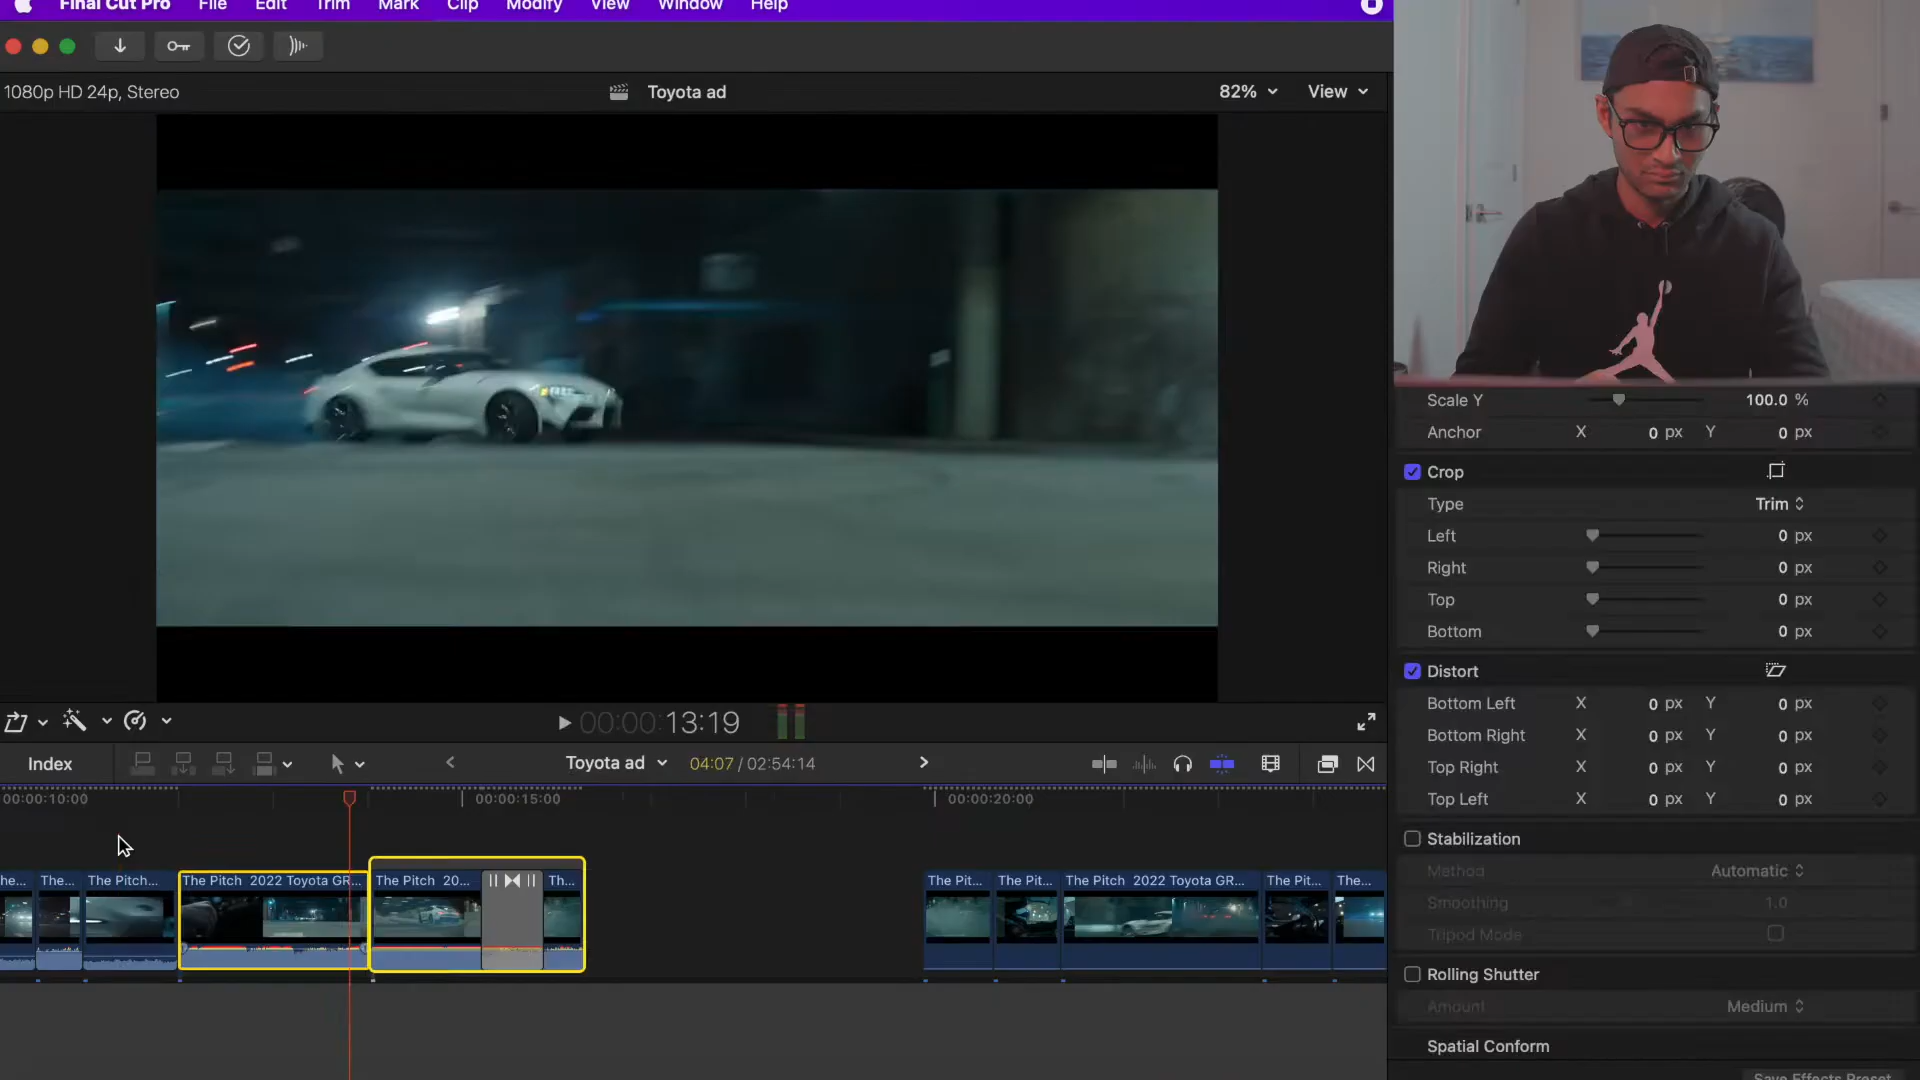 Final Cut Pro File Edit Trim Mark Clip Modify View Window Help
1080p HD 24p, Stereo Toyota ad 82% View
Scale Y 100.0 %
Anchor X 0 px Y 0 px
Crop
Type Trim
Left 0 px
Right 0 px
Top 0 px
Bottom 0 px
Distort
Bottom Left X 0 px Y 0 px
Bottom Right X 0 px Y 0 px
Top Right X 0 px Y 0 px
Top Left X 0 px Y 0 px
Stabilization
Method Automatic
Smoothing 1.0
Tripod Mode
Rolling Shutter
Amount Medium
Spatial Conform
Save Effects Preset
00:00:13:19
Index Toyota ad 04:07 / 02:54:14
00:00:10:00 00:00:15:00 00:00:20:00
he... The... The Pitch... The Pitch 2022 Toyota GR... The Pitch 20... Th... The Pit... The Pit... The Pitch 2022 Toyota GR... The Pit... The...